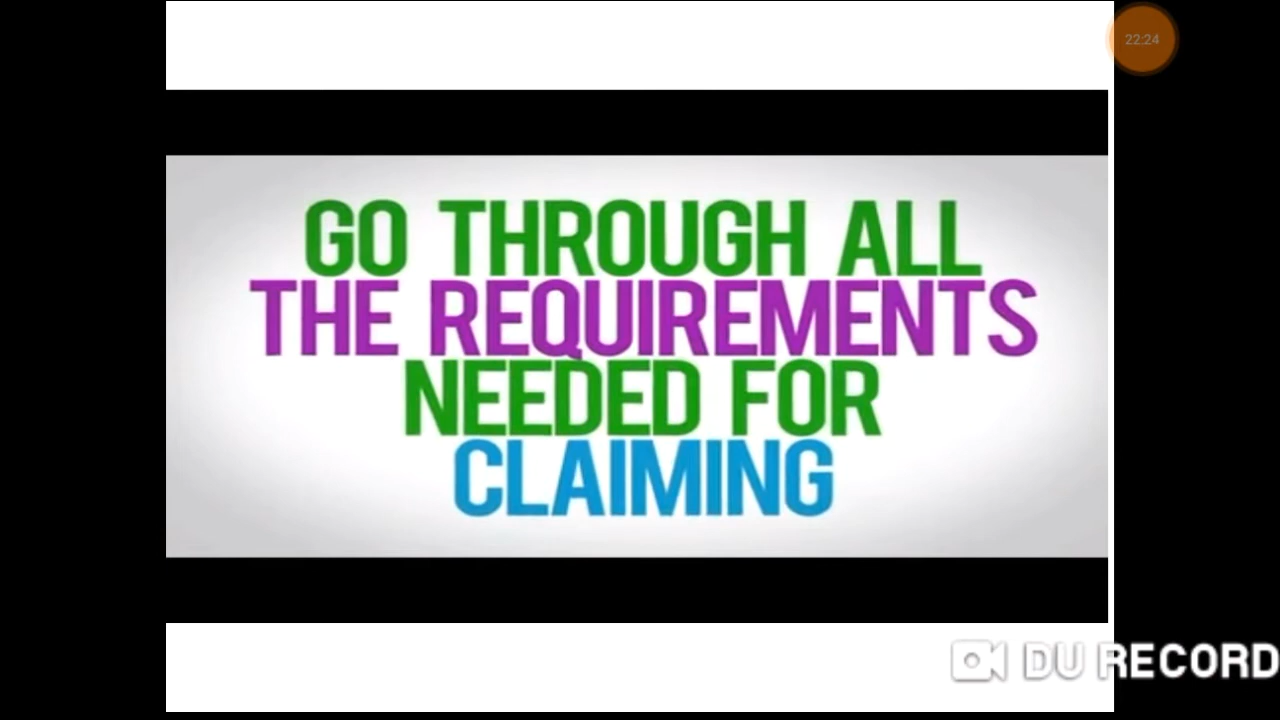 22:24
GO THROUGH ALL
THE REQUIREMENTS
NEEDED FOR
CLAIMING
DU RECORD